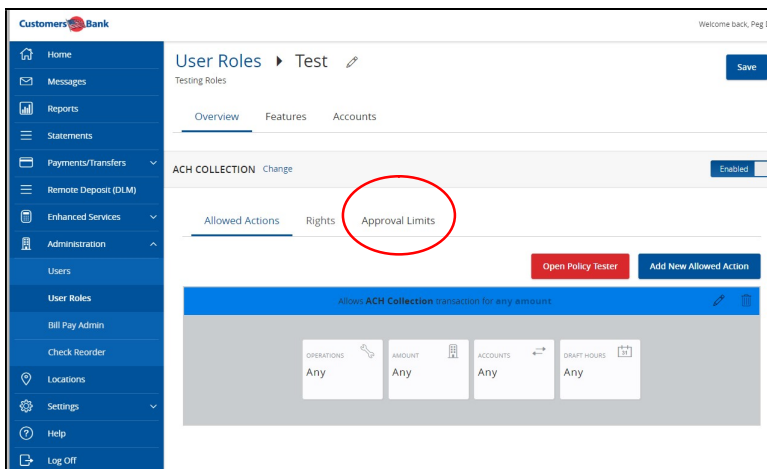 Customers Bank
Welcome back, Peg
Home
Messages
Reports
Statements
Payments/Transfers
Remote Deposit (DLM)
Enhanced Services
Administration
Users
User Roles
Bill Pay Admin
Check Reorder
Locations
Settings
Help
Log Off
User Roles Test
Save
Testing Roles
Overview Features Accounts
ACH COLLECTION Change
Enabled
Allowed Actions Rights Approval Limits
Open Policy Tester Add New Allowed Action
Allows ACH Collection transaction for any amount
OPERATIONS AMOUNT ACCOUNTS DRAFT HOURS 31
Any Any Any Any